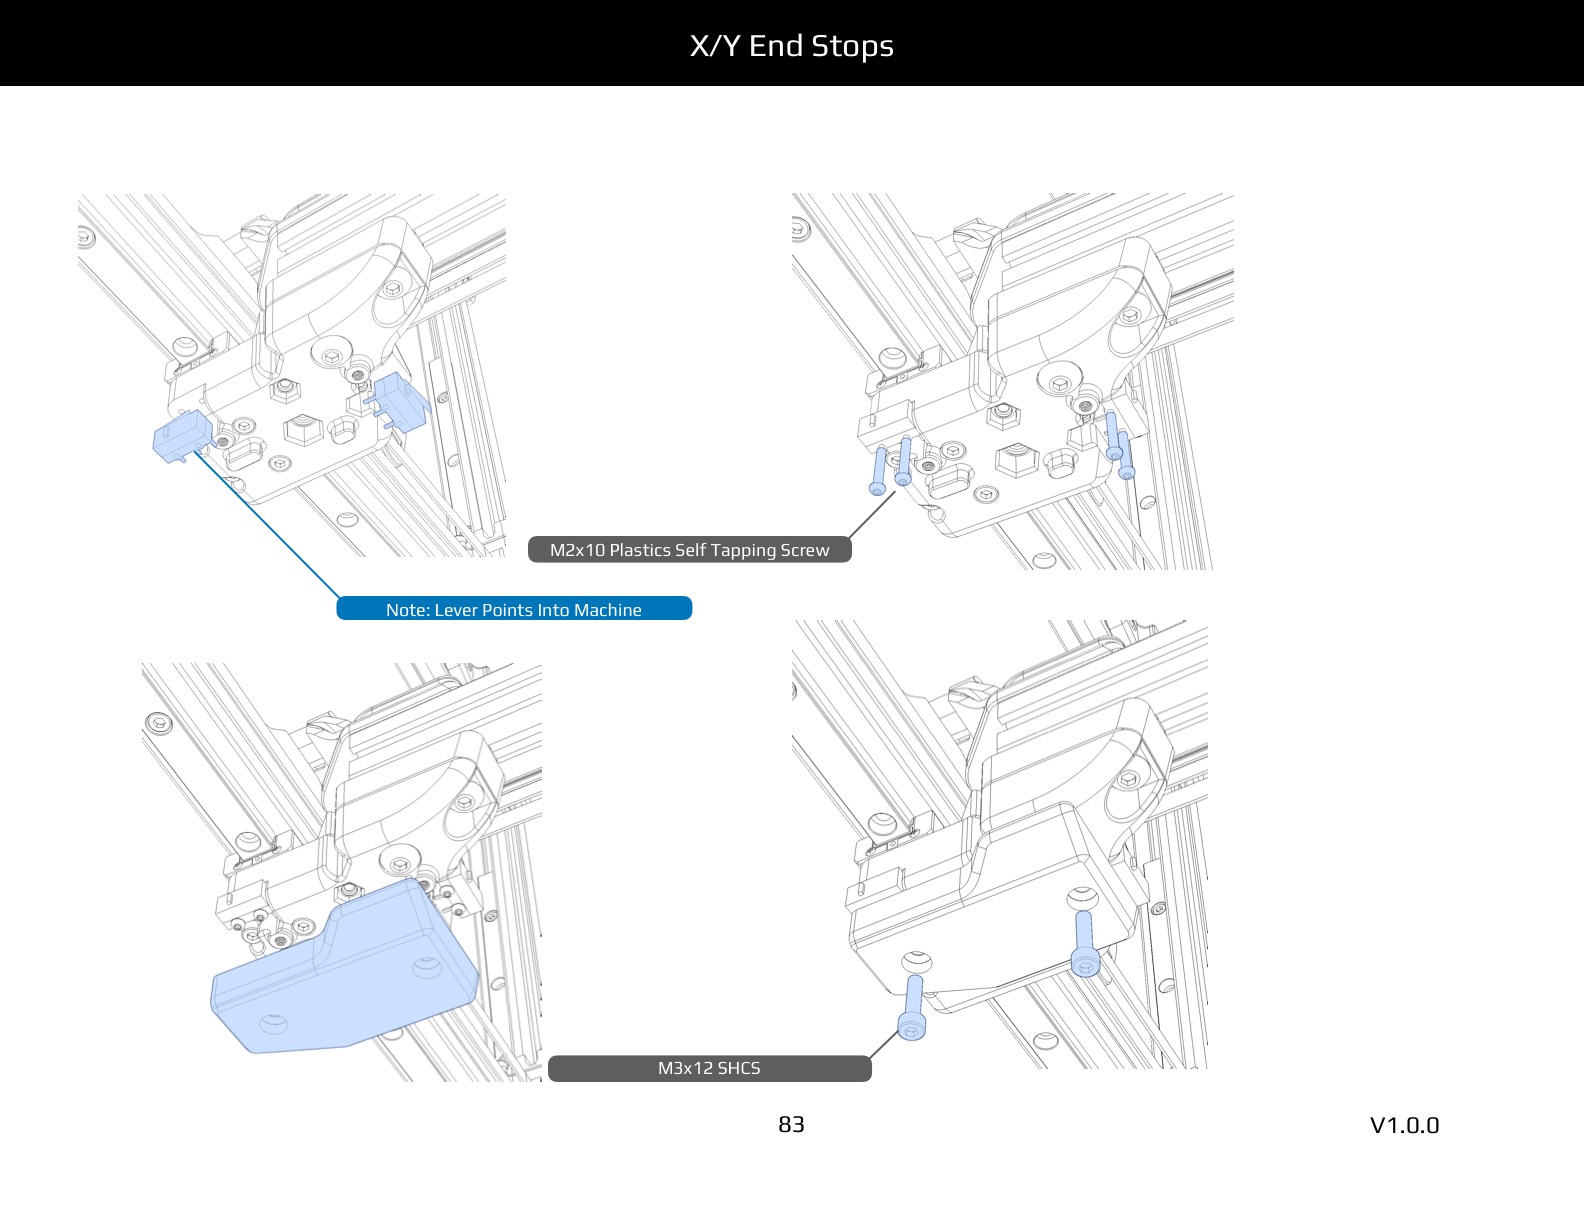 X/Y End Stops
M2x10 Plastics Self Tapping Screw
Note: Lever Points Into Machine
M3x12 SHCS
83
V1.0.0